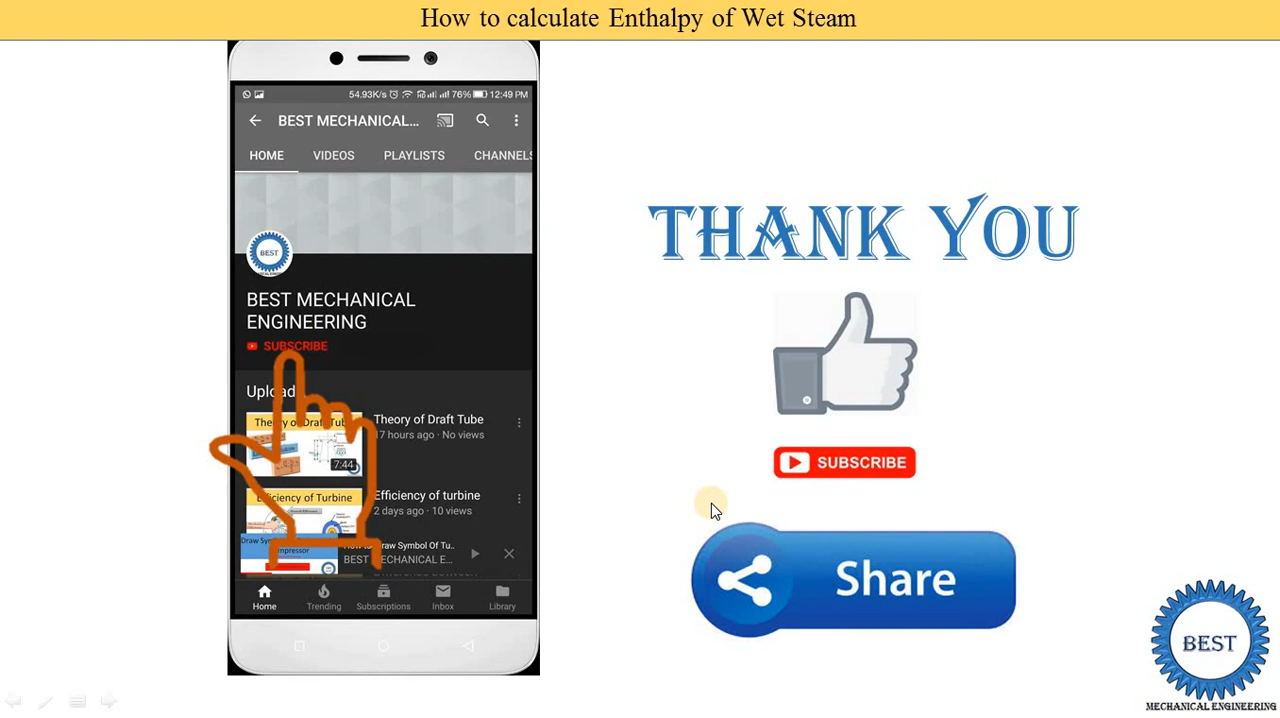 How to calculate Enthalpy of Wet Steam
54.93K/s 76% 12:49 PM
BEST MECHANICAL...
HOME VIDEOS PLAYLISTS CHANNELS
BEST
BEST MECHANICAL
ENGINEERING
SUBSCRIBE
Theory of Draft Tube
17 hours ago · No views
7:44
Efficiency of Turbine
Efficiency of turbine
2 days ago · 10 views
BEST MECHANICAL E...
Home Trending Subscriptions Inbox Library
THANK YOU
SUBSCRIBE
Share
BEST
MECHANICAL ENGINEERING